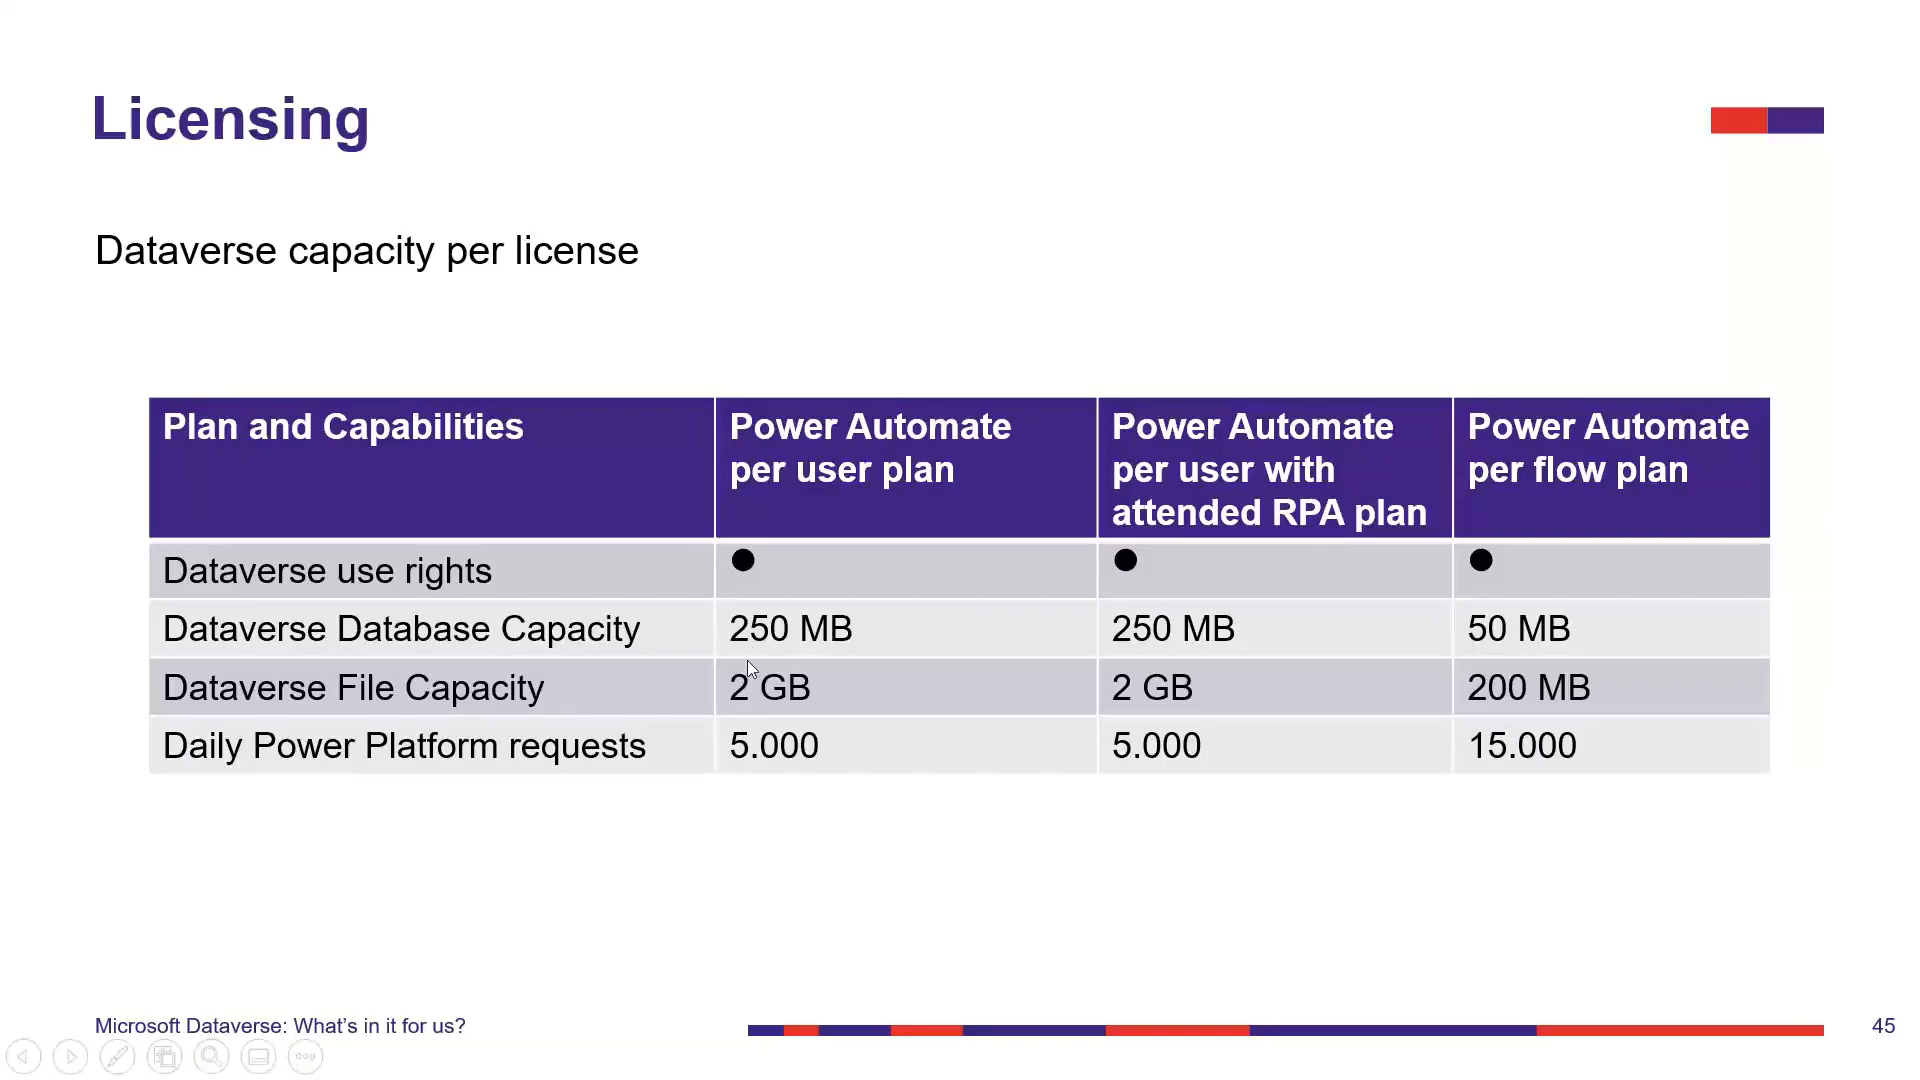 Licensing
Dataverse capacity per license
Plan and Capabilities
Power Automate
per user plan
Power Automate
per user with
attended RPA plan
Power Automate
per flow plan
Dataverse use rights ● ● ●
Dataverse Database Capacity 250 MB 250 MB 50 MB
Dataverse File Capacity 2 GB 2 GB 200 MB
Daily Power Platform requests 5.000 5.000 15.000
Microsoft Dataverse: What's in it for us?
45